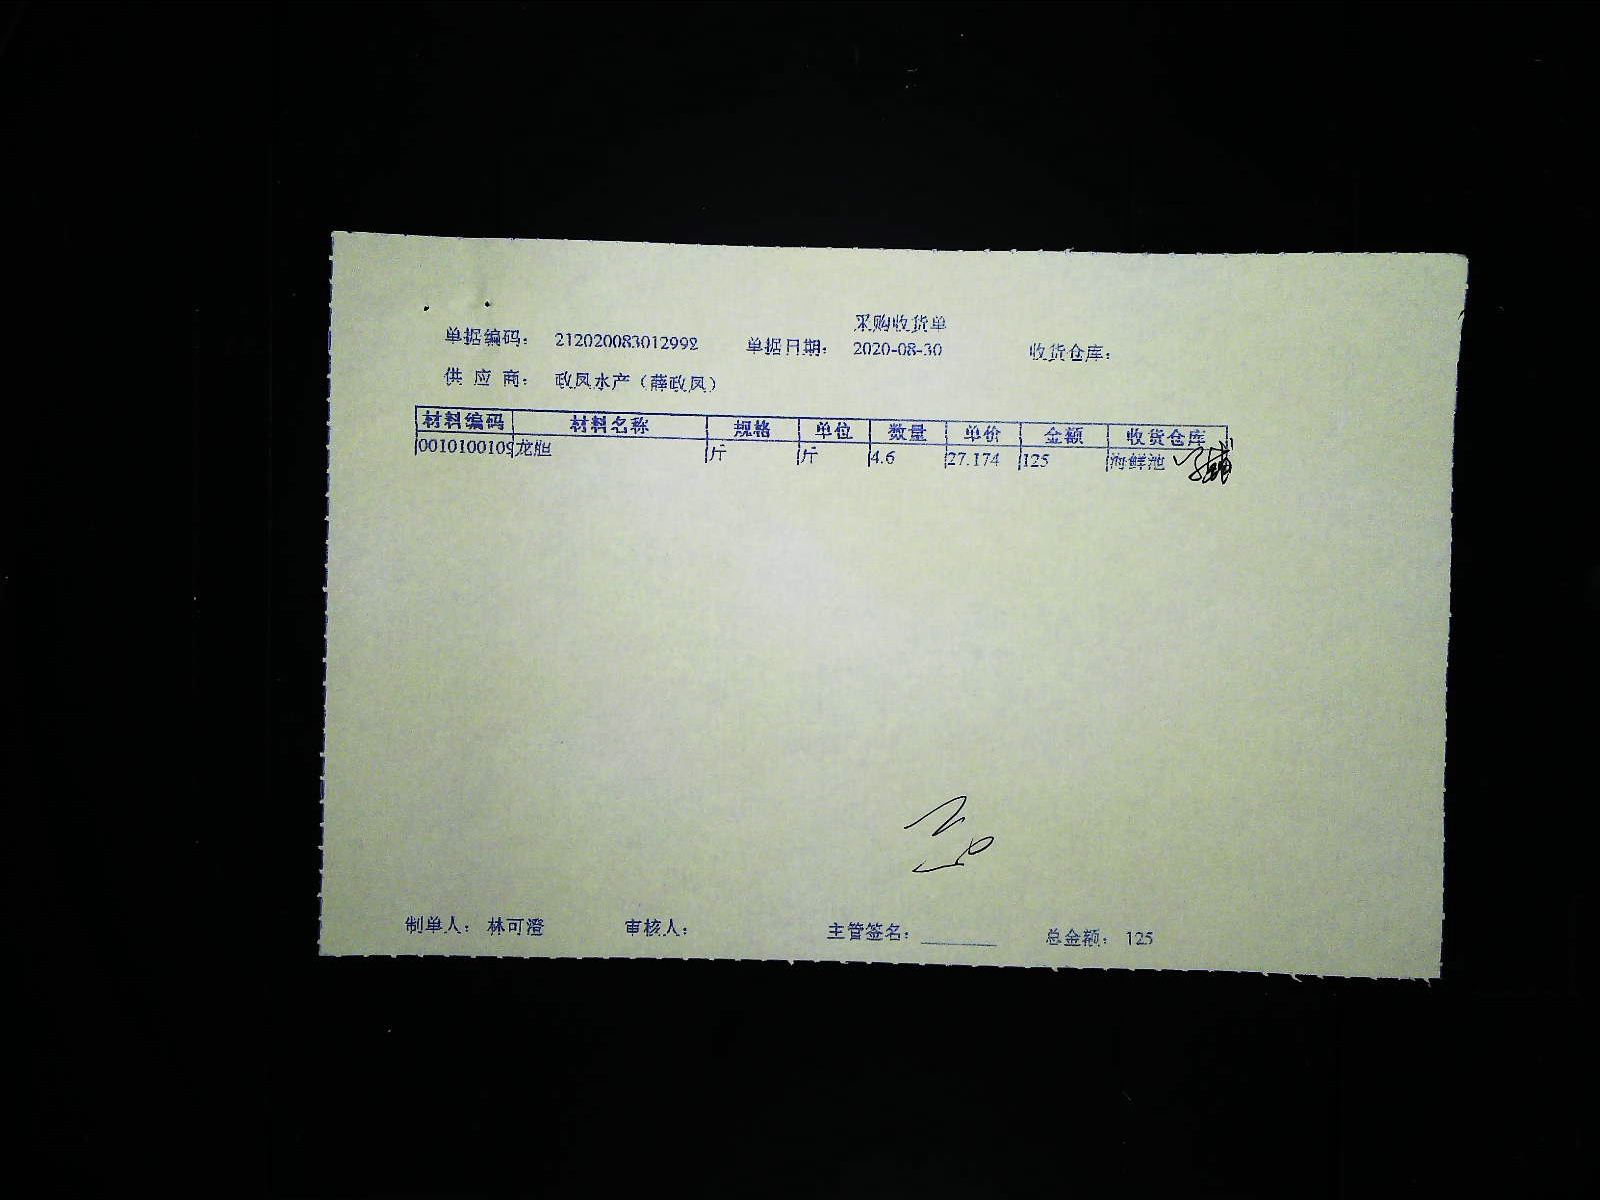 采购收货单
单据编码： 212020083012992 单据日期： 2020-08-30 收货仓库：
供 应 商： 政凤水产（薛政凤）
材料编码 材料名称 规格 单位 数量 单价 金额 收货仓库
0010100109 龙胆 斤 斤 4.6 27.174 125 海鲜池
制单人： 林可澄 审核人： 主管签名： 总金额： 125